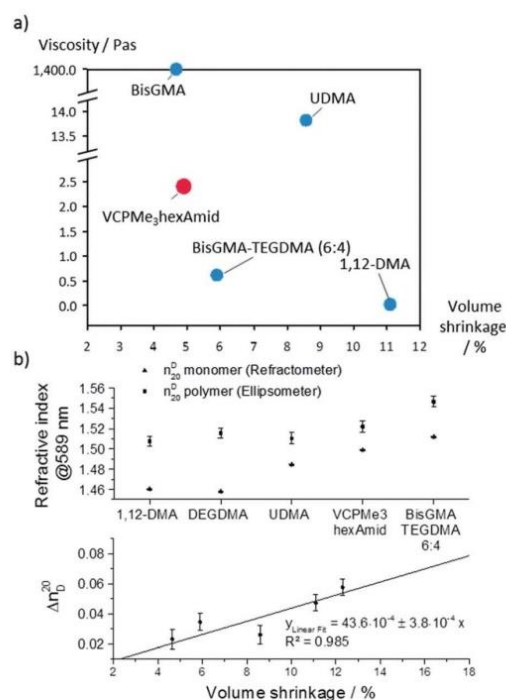 a)
Viscosity / Pas
1,400.0
BisGMA
UDMA
14.0
13.5
2.5
2.0
VCPMe₃hexAmid
1.5
BisGMA-TEGDMA (6:4)
1.0
1,12-DMA
0.5
0.0
Volume
shrinkage
/ %
2 3 4 5 6 7 8 9 10 11 12
b)
n_20^D monomer (Refractometer)
n_20^D polymer (Ellipsometer)
Refractive index
@589 nm
1.56
1.54
1.52
1.50
1.48
1.46
1,12-DMA DEGDMA UDMA VCPMe3 BisGMA
hexAmid TEGDMA
6:4
Δn_D^20
0.08
0.06
0.04
0.02
y_Linear Fit = 43.6·10⁻⁴ ± 3.8·10⁻⁴ x
R² = 0.985
2 4 6 8 10 12 14 16 18
Volume shrinkage / %